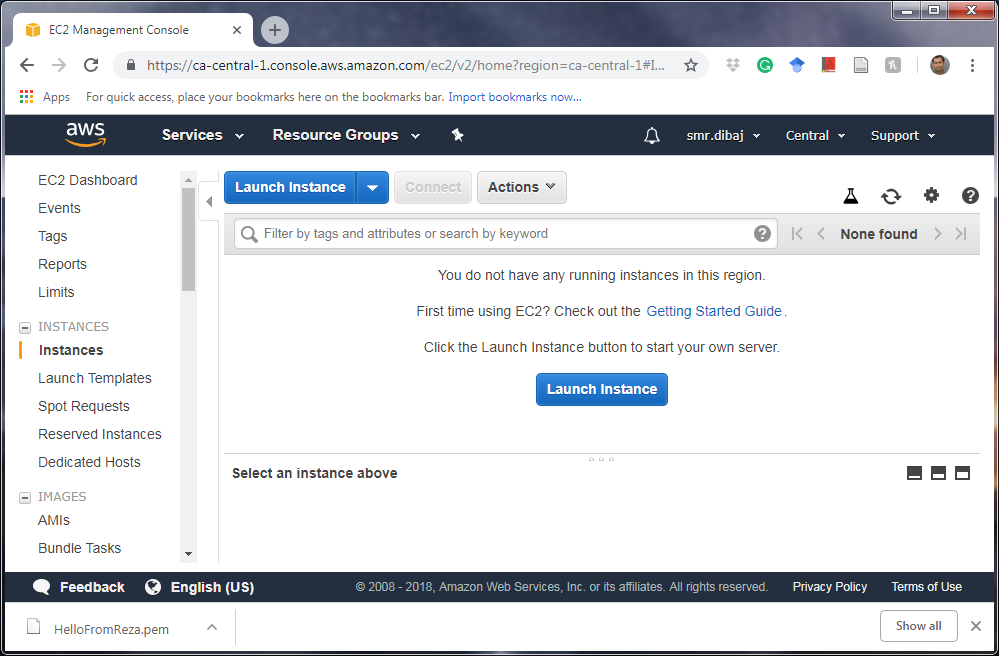 EC2 Management Console
https://ca-central-1.console.aws.amazon.com/ec2/v2/home?region=ca-central-1#I...
Apps For quick access, place your bookmarks here on the bookmarks bar. Import bookmarks now...
aws Services Resource Groups smr.dibaj Central Support
EC2 Dashboard
Events
Tags
Reports
Limits
INSTANCES
Instances
Launch Templates
Spot Requests
Reserved Instances
Dedicated Hosts
IMAGES
AMIs
Bundle Tasks
Launch Instance Connect Actions
Filter by tags and attributes or search by keyword None found
You do not have any running instances in this region.
First time using EC2? Check out the Getting Started Guide.
Click the Launch Instance button to start your own server.
Launch Instance
Select an instance above
Feedback English (US) © 2008 - 2018, Amazon Web Services, Inc. or its affiliates. All rights reserved. Privacy Policy Terms of Use
HelloFromReza.pem Show all